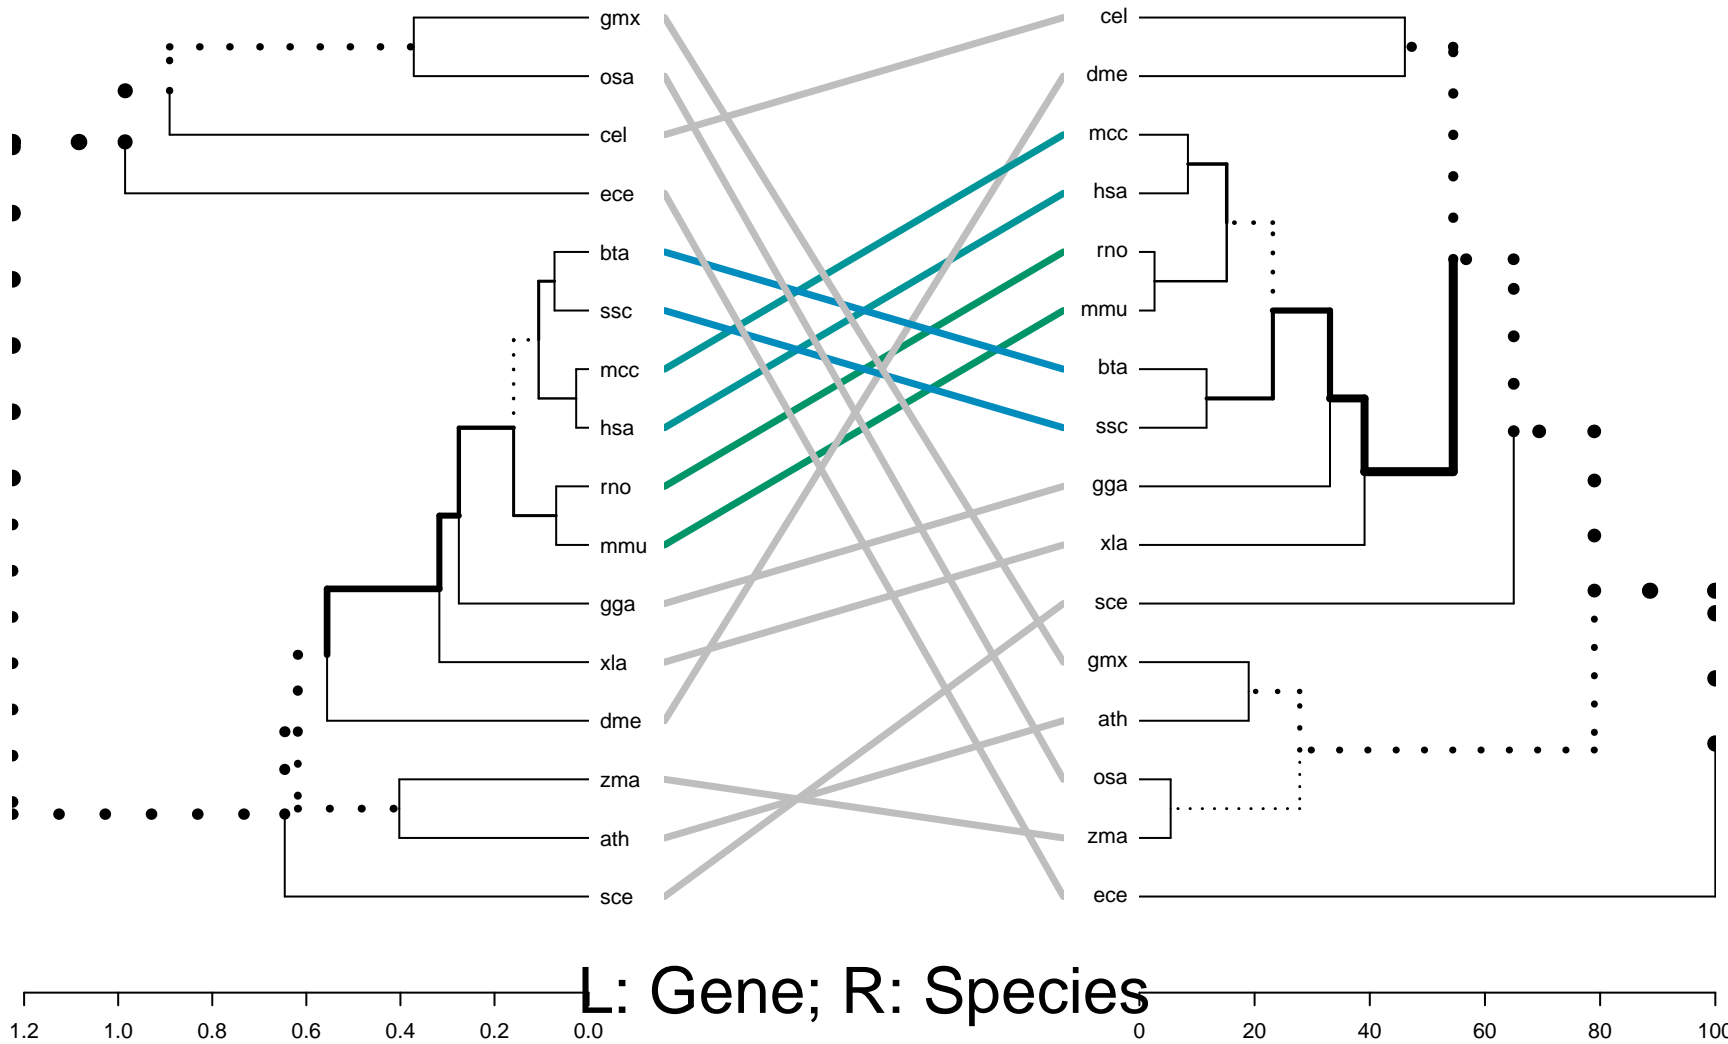 gmx
osa
cel
ece
bta
ssc
mcc
hsa
rno
mmu
gga
xla
dme
zma
ath
sce
cel
dme
mcc
hsa
rno
mmu
bta
ssc
gga
xla
sce
gmx
ath
osa
zma
ece
L: Gene; R: Species
1.2 1.0 0.8 0.6 0.4 0.2 0.0
0 20 40 60 80 100